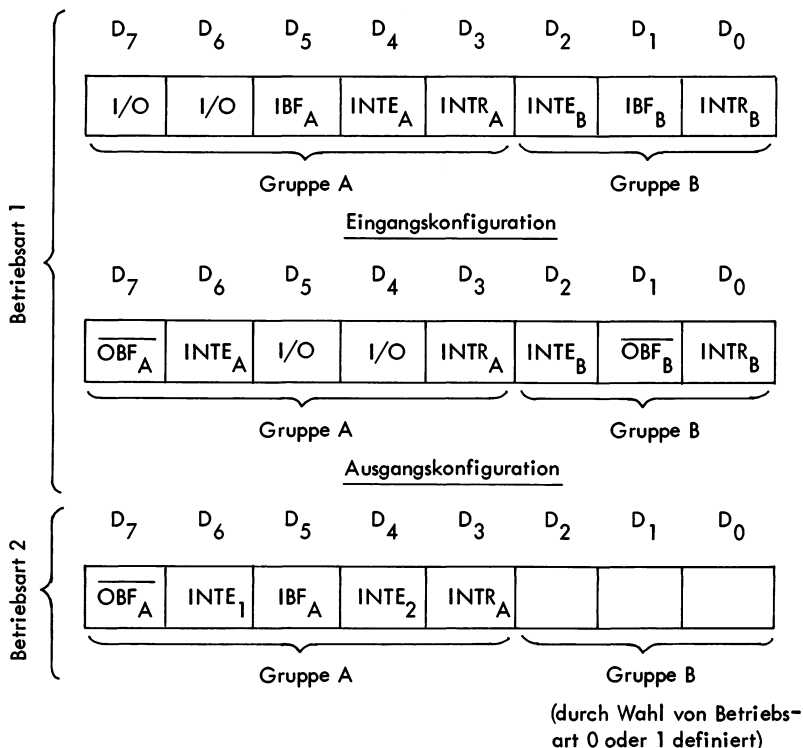 D7 D6 D5 D4 D3 D2 D1 D0
I/O I/O IBFA INTEA INTRA INTEB IBFB INTRB
Gruppe A Gruppe B
Eingangskonfiguration
Betriebsart 1
D7 D6 D5 D4 D3 D2 D1 D0
OBFA INTEA I/O I/O INTRA INTEB OBFB INTRB
Gruppe A Gruppe B
Ausgangskonfiguration
D7 D6 D5 D4 D3 D2 D1 D0
Betriebsart 2
OBFA INTE1 IBFA INTE2 INTRA
Gruppe A Gruppe B
(durch Wahl von Betriebs-
art 0 oder 1 definiert)